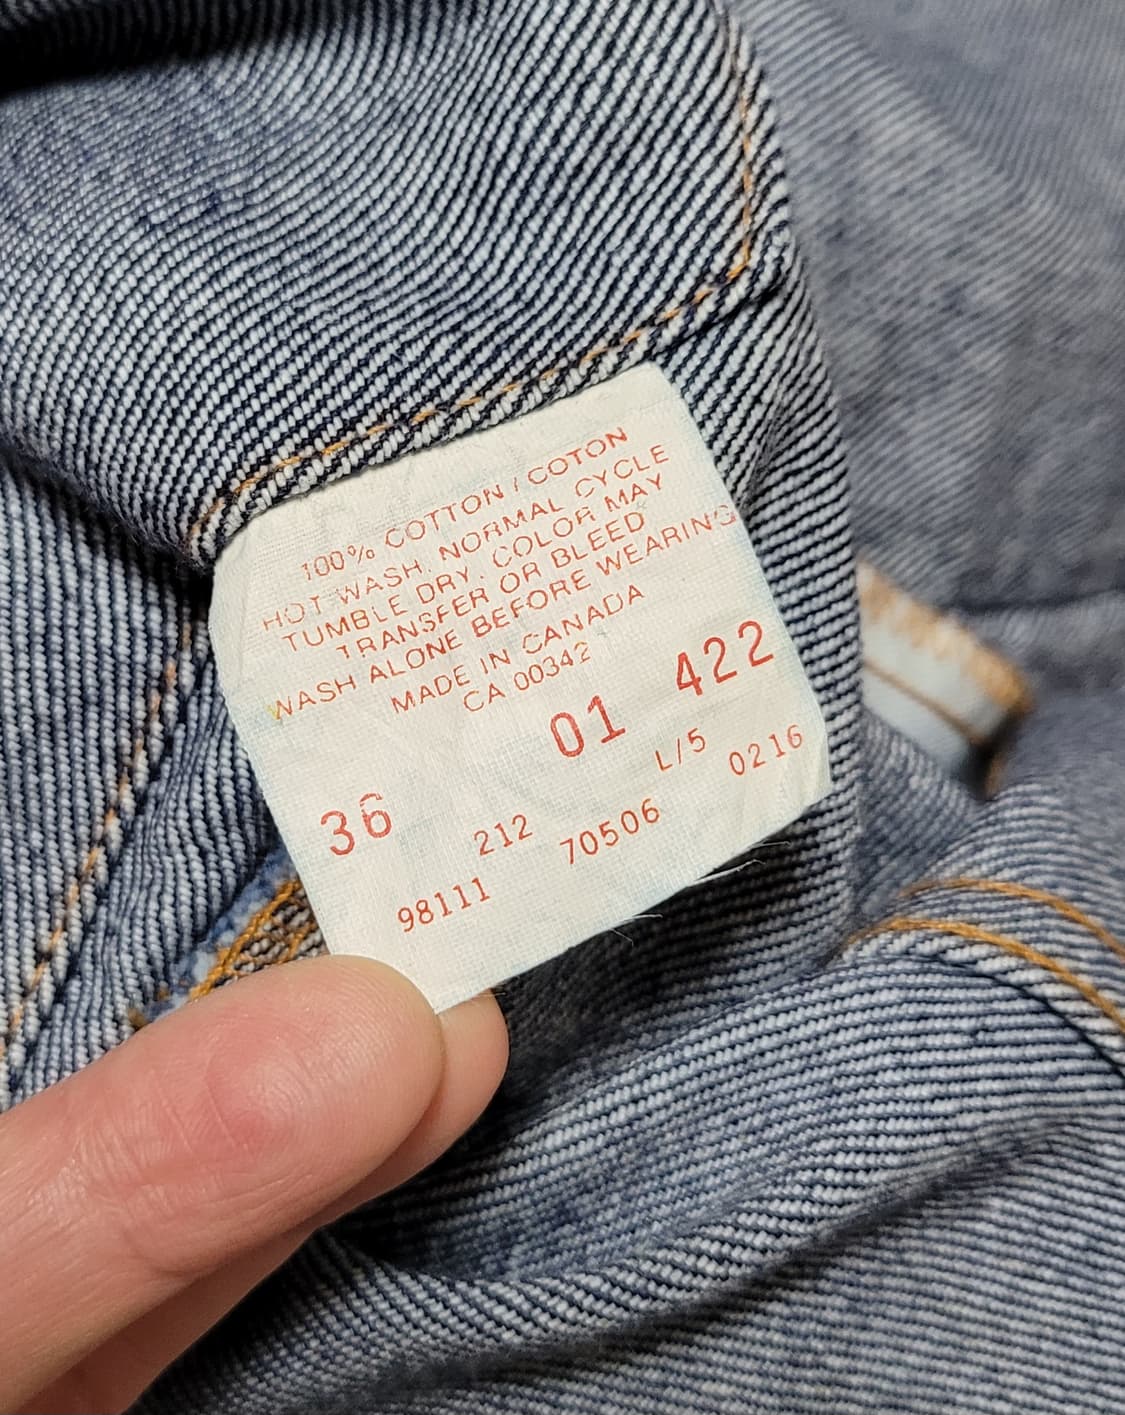 100% COTTON / COTON
HOT WASH, NORMAL CYCLE
TUMBLE DRY. COLOR MAY
TRANSFER OR BLEED
WASH ALONE BEFORE WEARING
MADE IN CANADA
CA 00342
01 422
36 212 L/5 0216
98111 70506